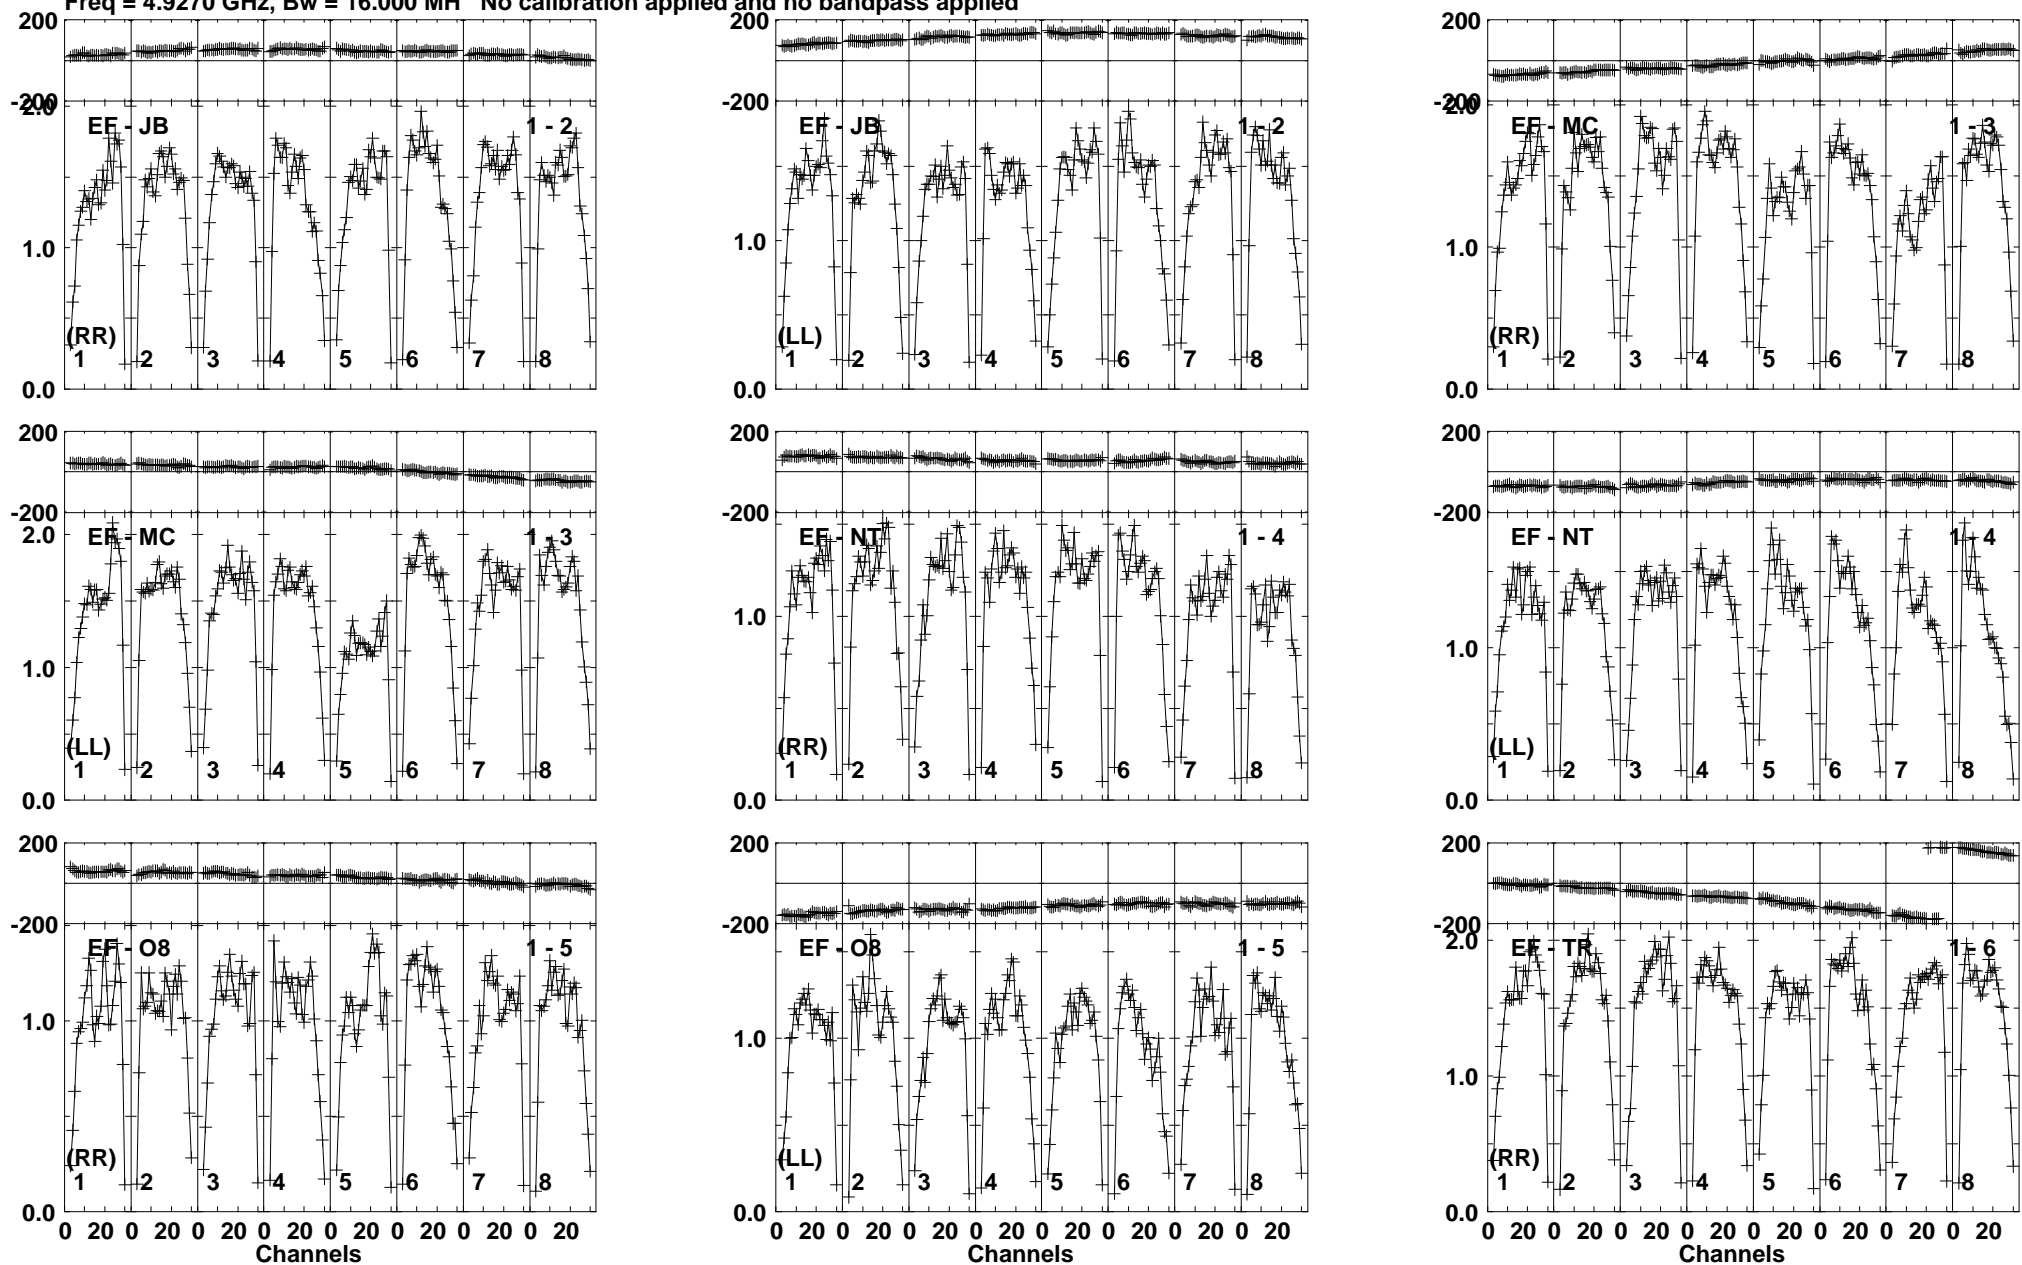 Freq = 4.9270 GHz, Bw = 16.000 MH No calibration applied and no bandpass applied
200 200 200
-200 -200 -200
2.0 2.0
EF - JB 1 - 2 EF - JB 1 - 2 EF - MC 1 - 3
1.0 1.0 1.0
(RR) (LL) (RR)
1 2 3 4 5 6 7 8 1 2 3 4 5 6 7 8 1 2 3 4 5 6 7 8
0.0 0.0 0.0
200 200 200
-200 -200 -200
2.0 EF - MC 1 - 3 EF - NT 1 - 4 EF - NT 1 - 4
1.0 1.0 1.0
(LL) (RR) (LL)
1 2 3 4 5 6 7 8 1 2 3 4 5 6 7 8 1 2 3 4 5 6 7 8
0.0 0.0 0.0
200 200 200
-200 -200 -200
2.0
EF - O8 1 - 5 EF - O8 1 - 5 EF - TR 1 - 6
1.0 1.0 1.0
(RR) (LL) (RR)
1 2 3 4 5 6 7 8 1 2 3 4 5 6 7 8 1 2 3 4 5 6 7 8
0.0 0.0 0.0
0 20 0 20 0 20 0 20 0 20 0 20 0 20 0 20 0 20 0 20 0 20 0 20 0 20 0 20 0 20 0 20 0 20 0 20 0 20 0 20 0 20 0 20 0 20 0 20
Channels Channels Channels